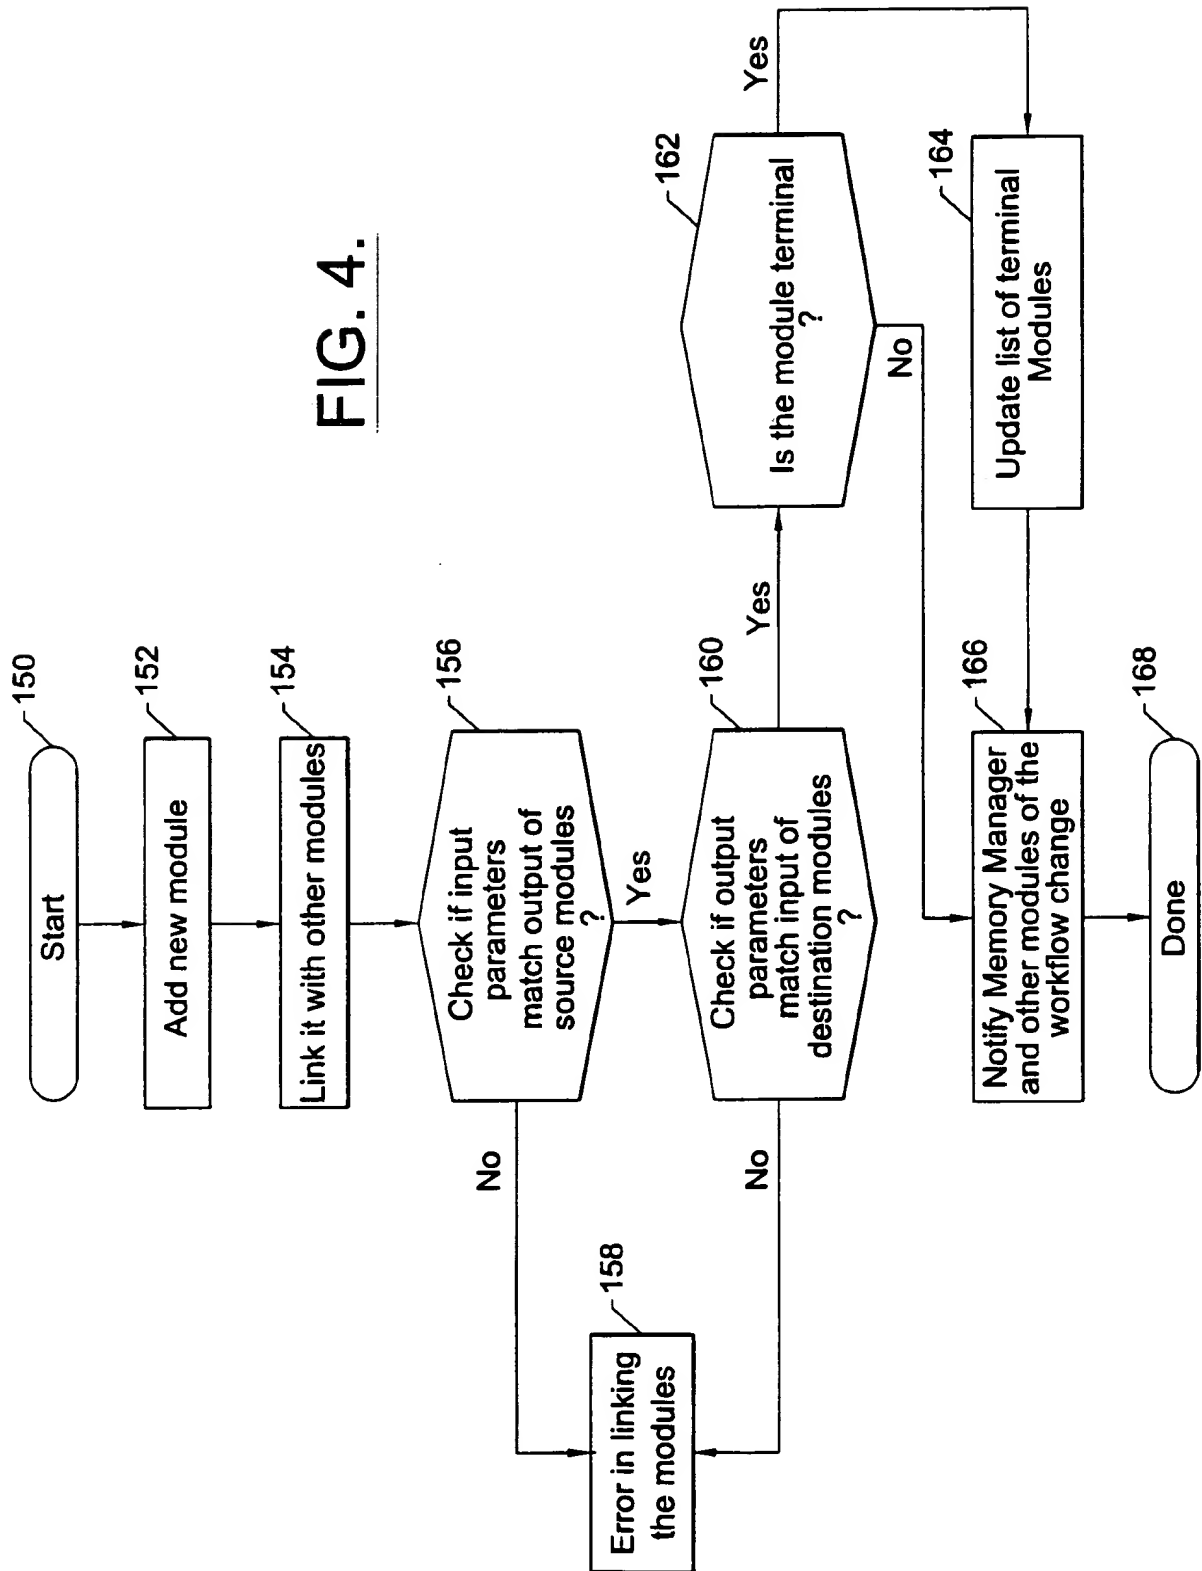 FIG. 4.
Start
150
Add new module
152
Link it with other modules
154
Check if input
parameters
match output of
source modules
?
156
No
Yes
Error in linking
the modules
158
Check if output
parameters
match input of
destination modules
?
160
No
Yes
Is the module terminal
?
162
Yes
No
Update list of terminal
Modules
164
Notify Memory Manager
and other modules of the
workflow change
166
Done
168